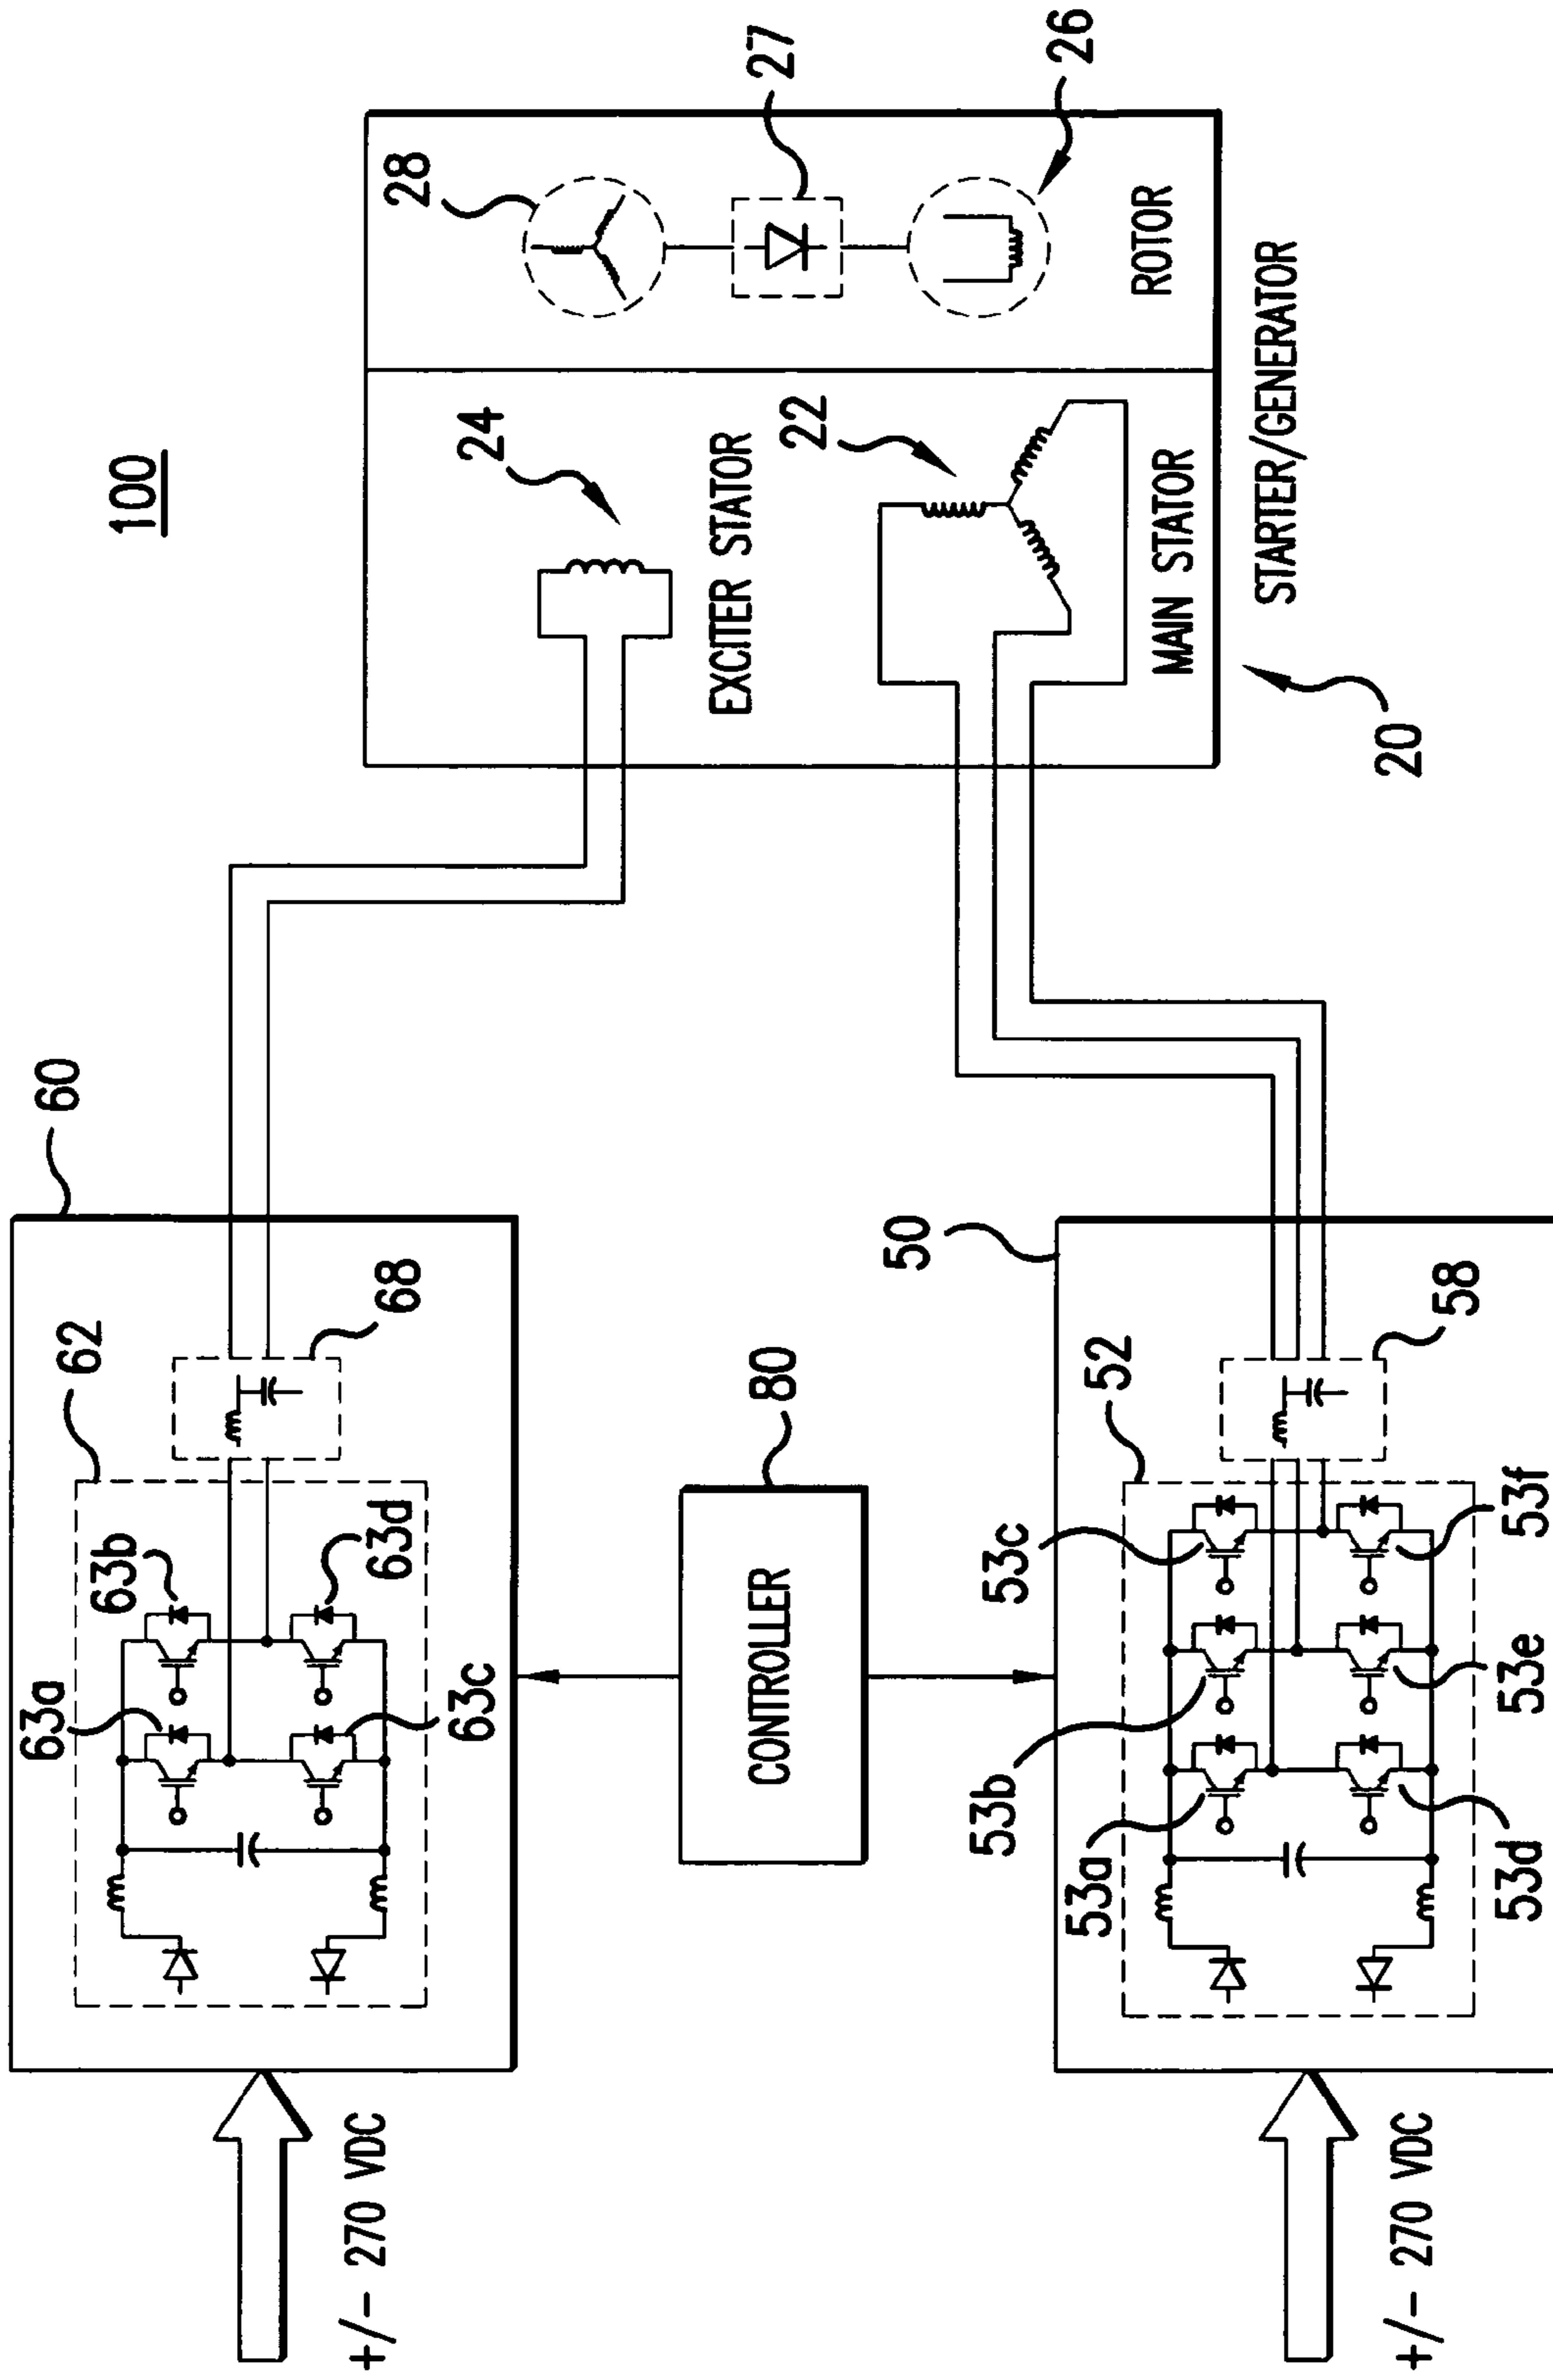 100
60
62
63a
63b
63c
63d
68
+/- 270 VDC
CONTROLLER
80
50
52
53a
53b
53c
53d
53e
53f
58
+/- 270 VDC
24
EXCITER STATOR
22
MAIN STATOR
28
27
26
ROTOR
STARTER/GENERATOR
20